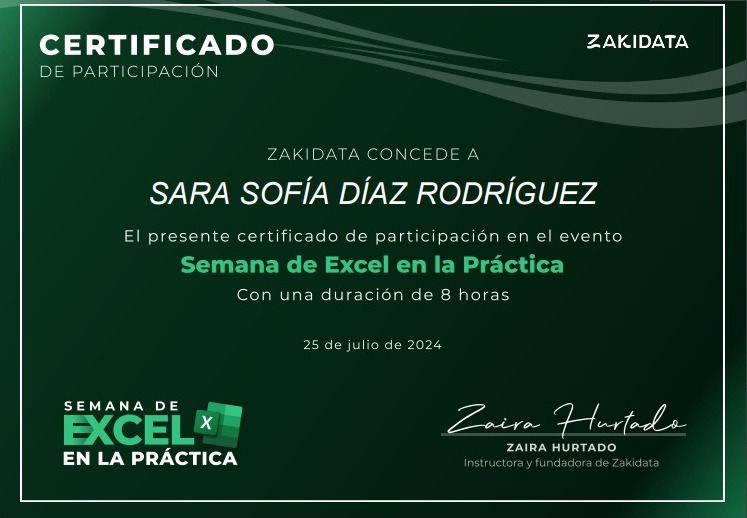 CERTIFICADO
DE PARTICIPACIÓN
ZAKIDATA
ZAKIDATA CONCEDE A
SARA SOFÍA DÍAZ RODRÍGUEZ
El presente certificado de participación en el evento
Semana de Excel en la Práctica
Con una duración de 8 horas
25 de julio de 2024
SEMANA DE
EXCEL
X
EN LA PRÁCTICA
Zaira Hurtado
ZAIRA HURTADO
Instructora y fundadora de Zakidata